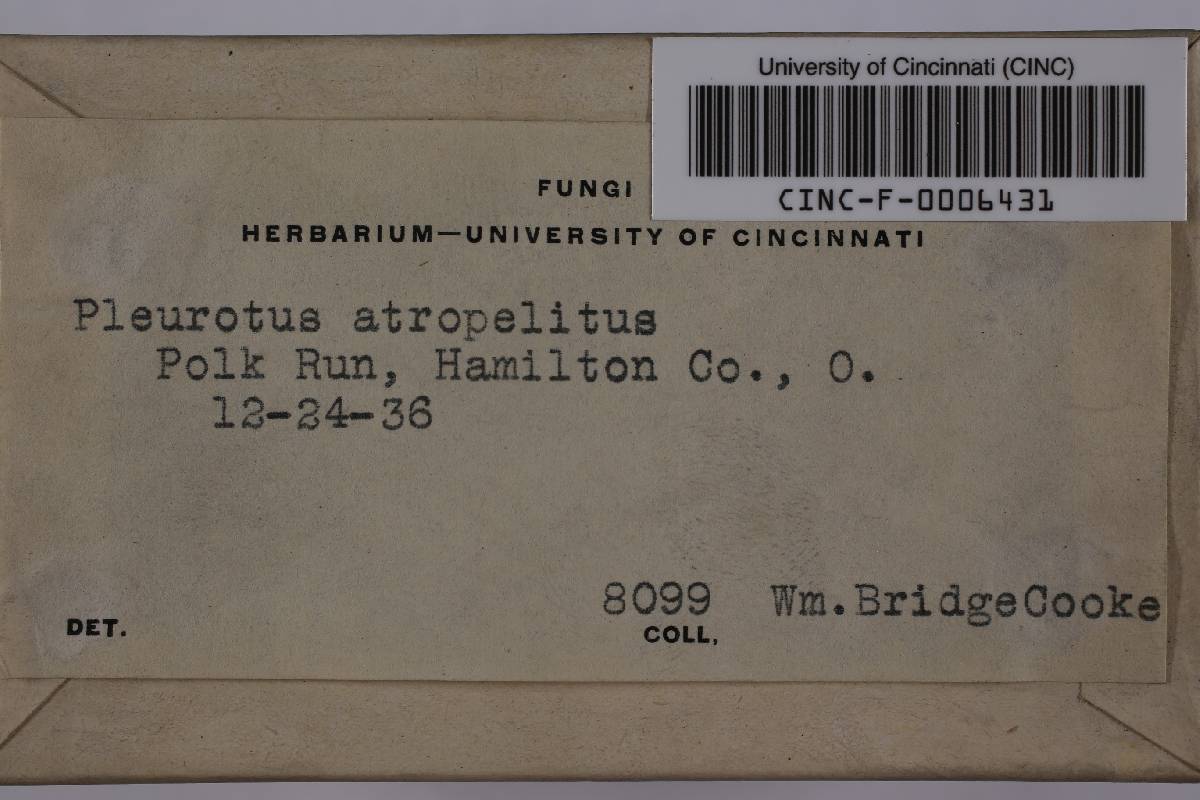 University of Cincinnati (CINC)
CINC-F-0006431
FUNGI
HERBARIUM—UNIVERSITY OF CINCINNATI
Pleurotus atropelitus
Polk Run, Hamilton Co., O.
12-24-36
8099 Wm.BridgeCooke
DET.
COLL.